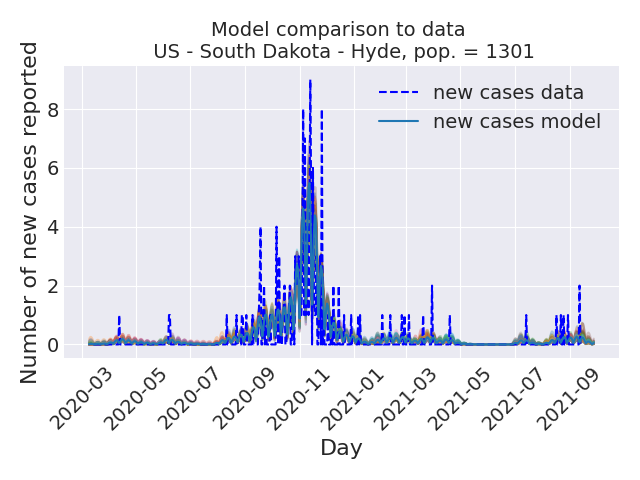 Model comparison to data
US - South Dakota - Hyde, pop. = 1301
Number of new cases reported
8
6
4
2
0
new cases data
new cases model
2020-03
2020-05
2020-07
2020-09
2020-11
2021-01
2021-03
2021-05
2021-07
2021-09
Day